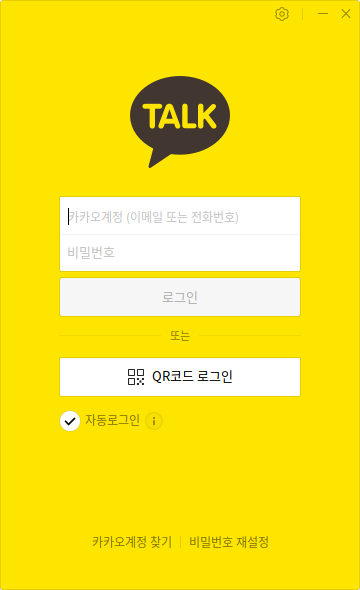 TALK
카카오계정 (이메일 또는 전화번호)
비밀번호
로그인
또는
QR코드 로그인
자동로그인
카카오계정 찾기 | 비밀번호 재설정